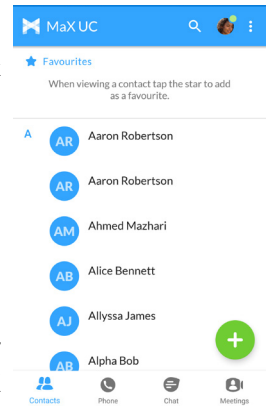 MaX UC
Favourites
When viewing a contact tap the star to add
as a favourite.
A
AR Aaron Robertson
AR Aaron Robertson
AM Ahmed Mazhari
AB Alice Bennett
AJ Allyssa James
AB Alpha Bob
Contacts Phone Chat Meetings